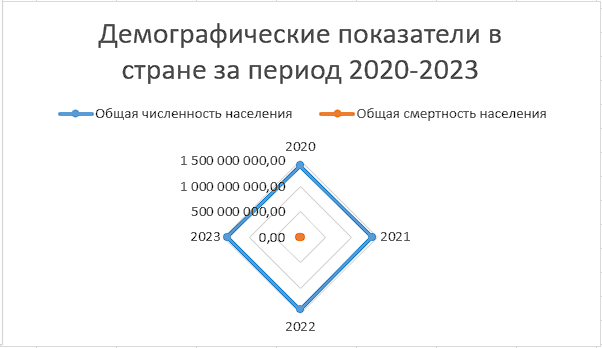 Демографические показатели в
стране за период 2020-2023
Общая численность населения
Общая смертность населения
2020
1 500 000 000,00
1 000 000 000,00
500 000 000,00
2023
0,00
2021
2022